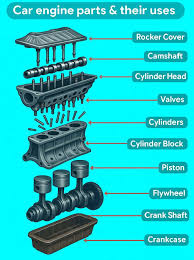 Car engine parts & their uses
Rocker Cover
Camshaft
Cylinder Head
Valves
Cylinders
Cylinder Block
Piston
Flywheel
Crank Shaft
Crankcase